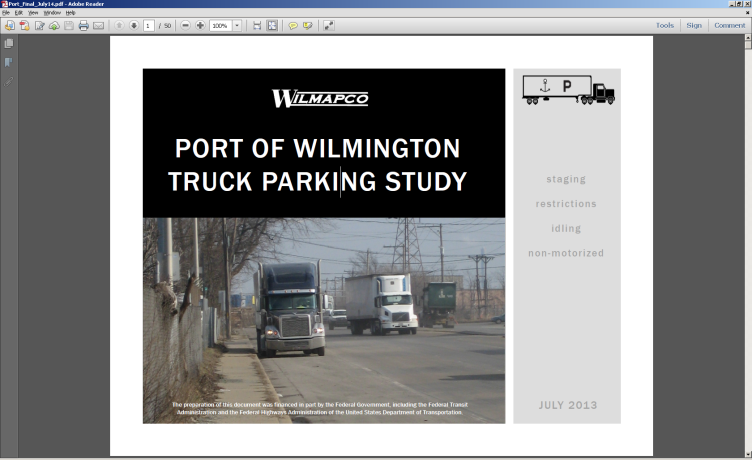 Port_Final_July14.pdf - Adobe Reader
File Edit View Window Help
1 / 50 100% Tools Sign Comment
WILMAPCO
P
PORT OF WILMINGTON
TRUCK PARKING STUDY
staging
restrictions
idling
non-motorized
The preparation of this document was financed in part by the Federal Government, including the Federal Transit
Administration and the Federal Highways Administration of the United States Department of Transportation.
JULY 2013